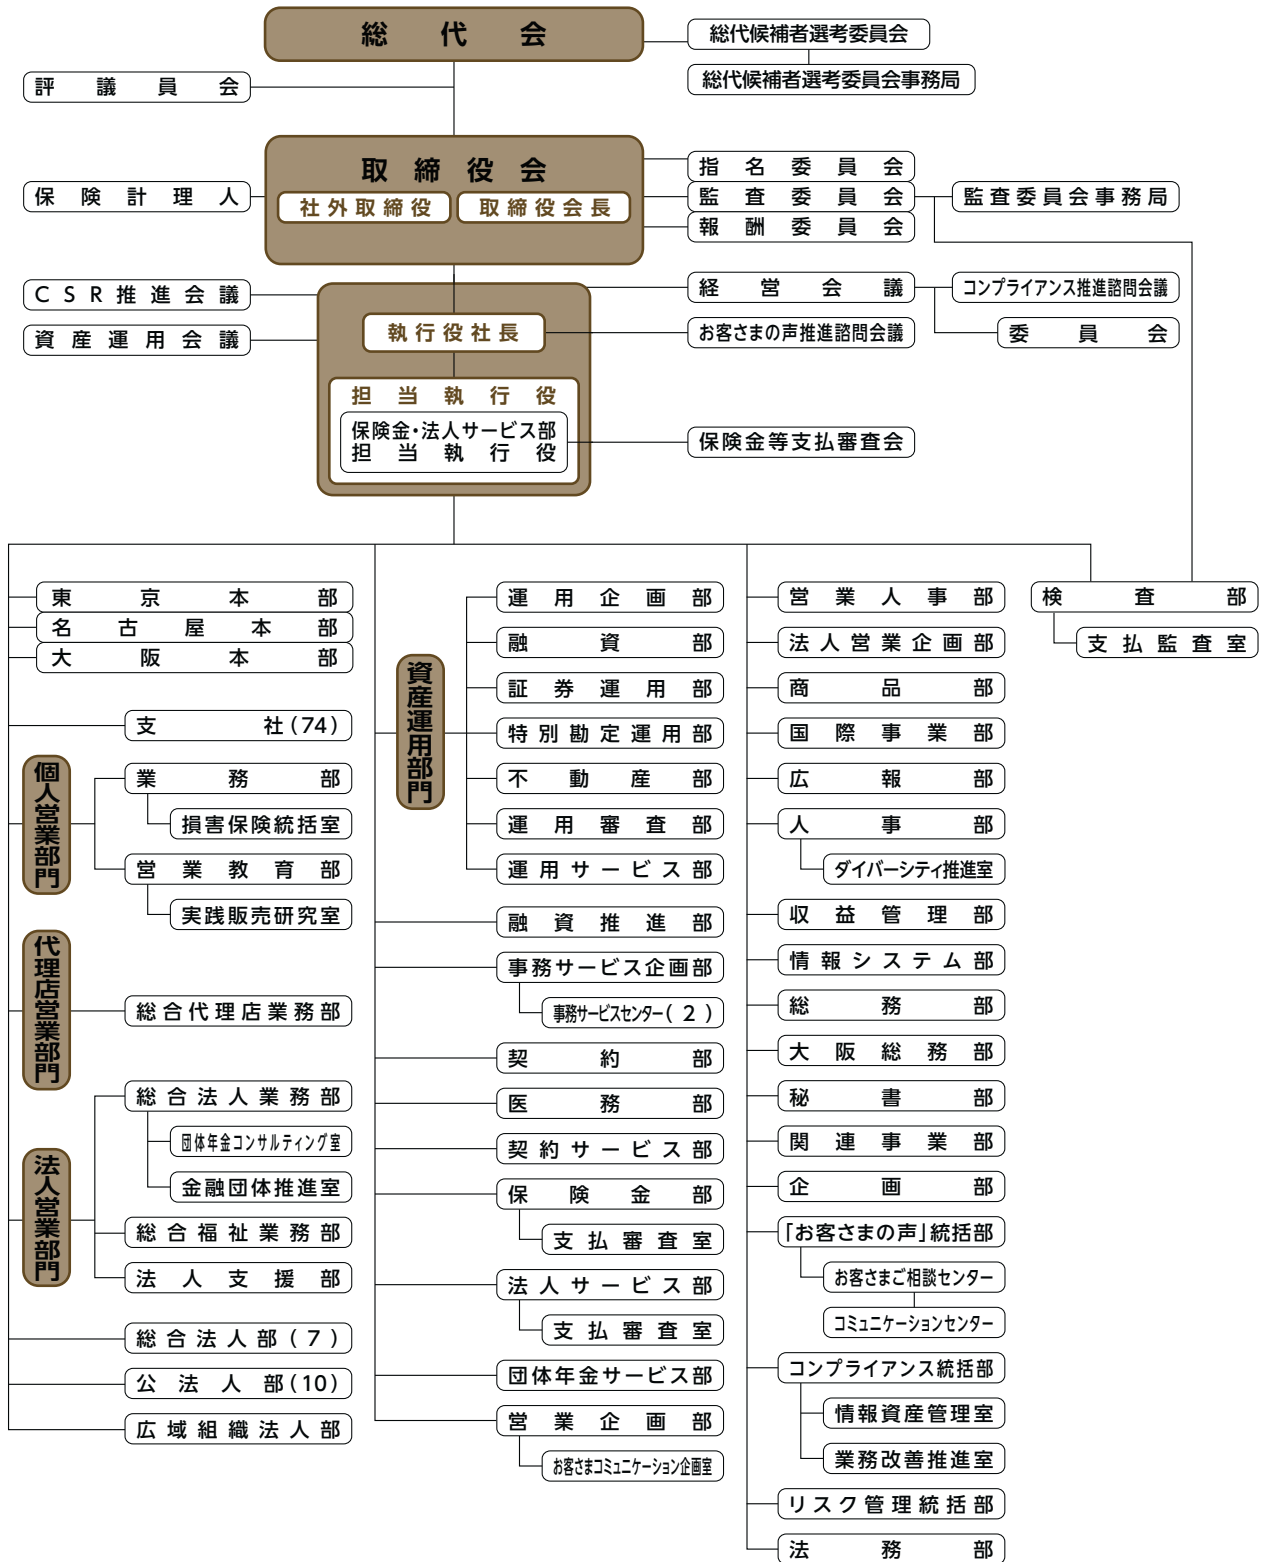 総代会
総代候補者選考委員会
総代候補者選考委員会事務局
評議員会
取締役会
社外取締役
取締役会長
保険計理人
指名委員会
監査委員会
報酬委員会
監査委員会事務局
CSR推進会議
資産運用会議
執行役社長
経営会議
コンプライアンス推進諮問会議
お客さまの声推進諮問会議
委員会
担当執行役
保険金・法人サービス部
担当執行役
保険金等支払審査会
東京本部
名古屋本部
大阪本部
支社(74)
個人営業部門
業務部
損害保険統括室
営業教育部
実践販売研究室
代理店営業部門
総合代理店業務部
法人営業部門
総合法人業務部
団体年金コンサルティング室
金融団体推進室
総合福祉業務部
法人支援部
総合法人部(7)
公法人部(10)
広域組織法人部
資産運用部門
運用企画部
融資部
証券運用部
特別勘定運用部
不動産部
運用審査部
運用サービス部
融資推進部
事務サービス企画部
事務サービスセンター(2)
契約部
医務部
契約サービス部
保険金部
支払審査室
法人サービス部
支払審査室
団体年金サービス部
営業企画部
お客さまコミュニケーション企画室
営業人事部
法人営業企画部
商品部
国際事業部
広報部
人事部
ダイバーシティ推進室
収益管理部
情報システム部
総務部
大阪総務部
秘書部
関連事業部
企画部
「お客さまの声」統括部
お客さまご相談センター
コミュニケーションセンター
コンプライアンス統括部
情報資産管理室
業務改善推進室
リスク管理統括部
法務部
検査部
支払監査室